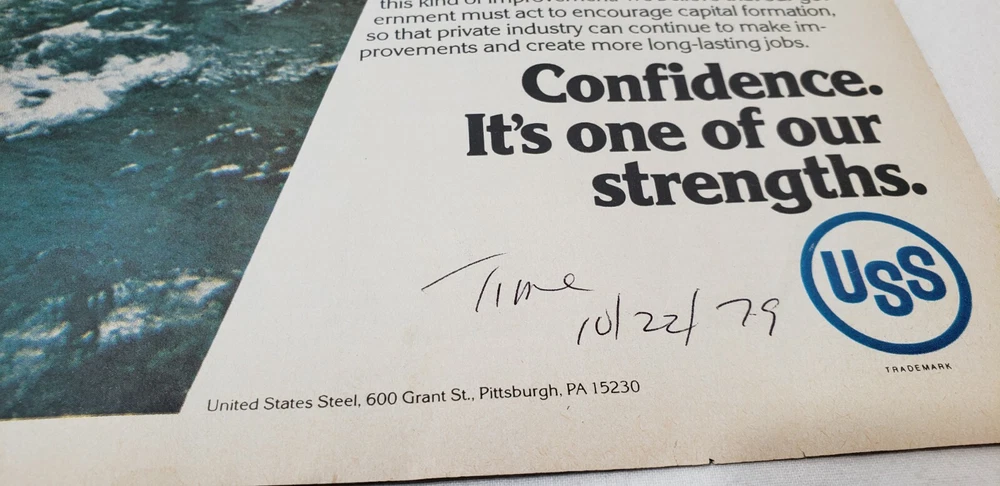 ernment must act to encourage capital formation,
so that private industry can continue to make im-
provements and create more long-lasting jobs.
Confidence.
It's one of our
strengths.
USS
TRADEMARK
Time
10/22/79
United States Steel, 600 Grant St., Pittsburgh, PA 15230